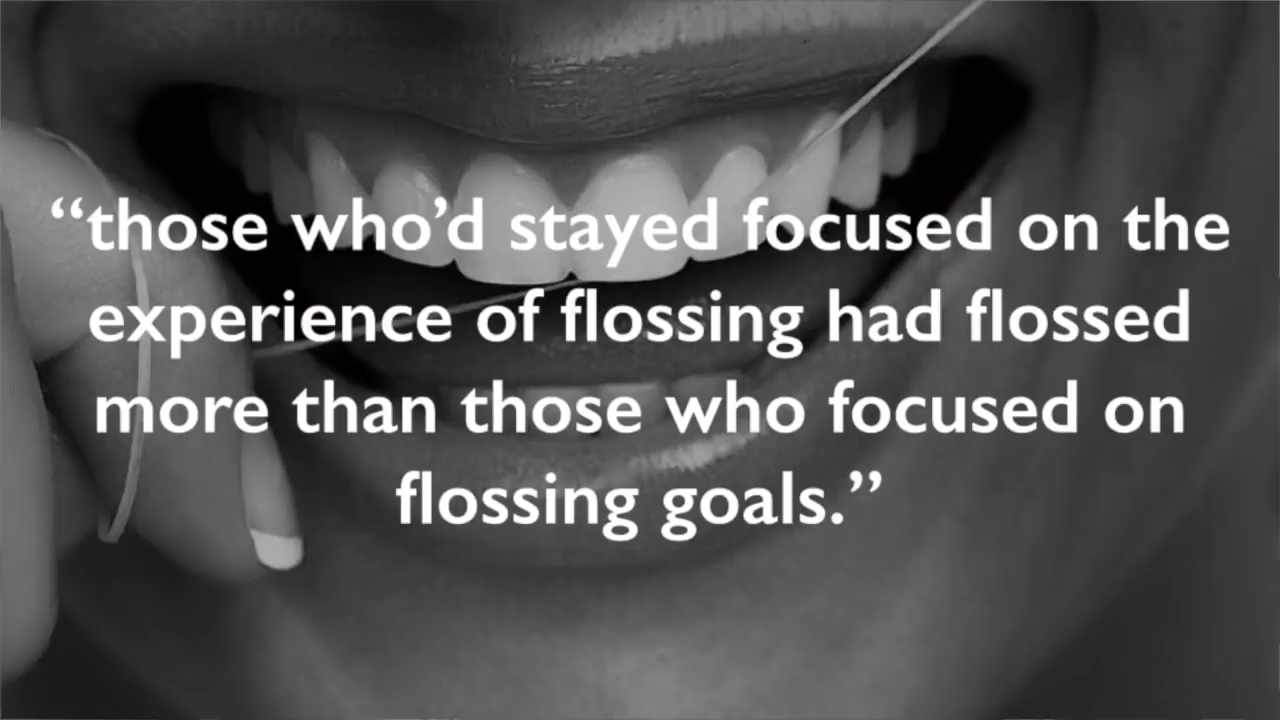 “those who’d stayed focused on the
experience of flossing had flossed
more than those who focused on
flossing goals.”